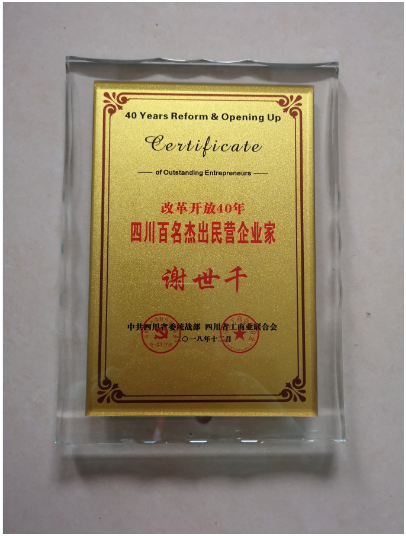 40 Years Reform & Opening Up
Certificate
of Outstanding Entrepreneurs
改革开放40年
四川百名杰出民营企业家
谢世千
中共四川省委统战部 四川省工商业联合会
二〇一八年十二月